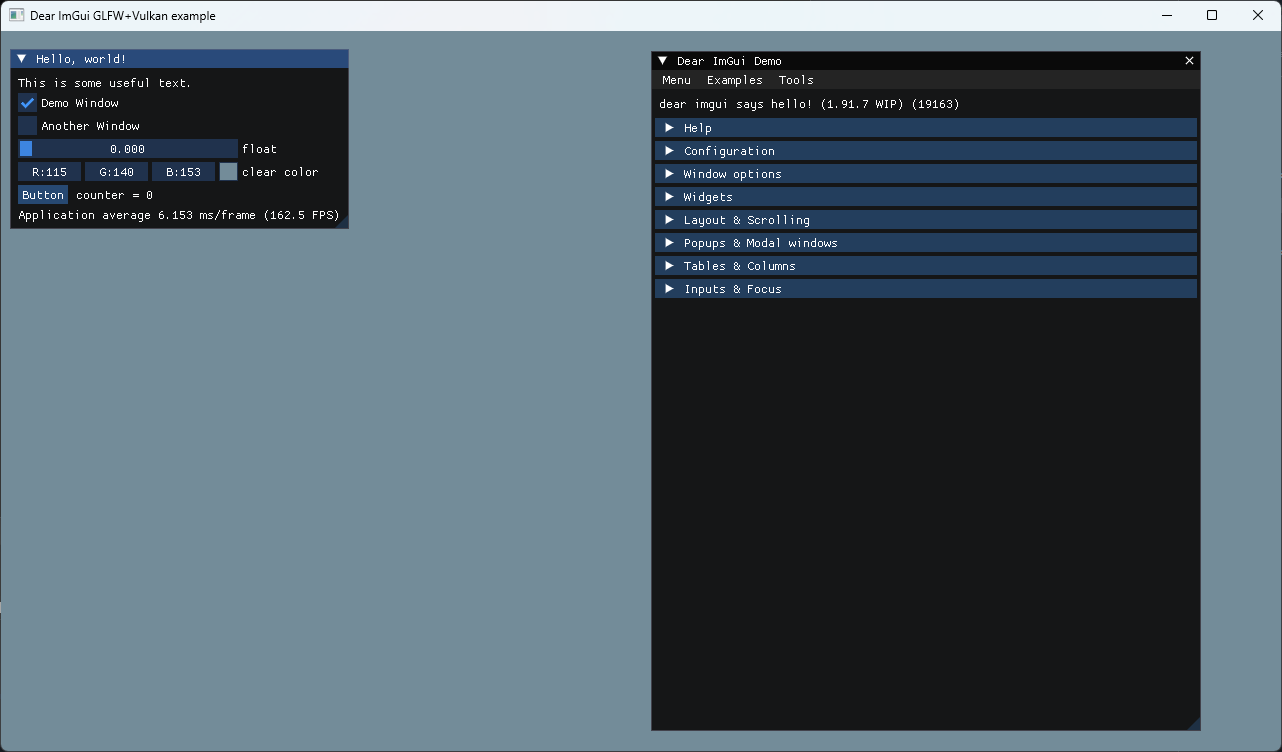 Dear ImGui GLFW+Vulkan example
Hello, world!
This is some useful text.
Demo Window
Another Window
0.000 float
R:115 G:140 B:153 clear color
Button counter = 0
Application average 6.153 ms/frame (162.5 FPS)
Dear ImGui Demo
Menu Examples Tools
dear imgui says hello! (1.91.7 WIP) (19163)
Help
Configuration
Window options
Widgets
Layout & Scrolling
Popups & Modal windows
Tables & Columns
Inputs & Focus